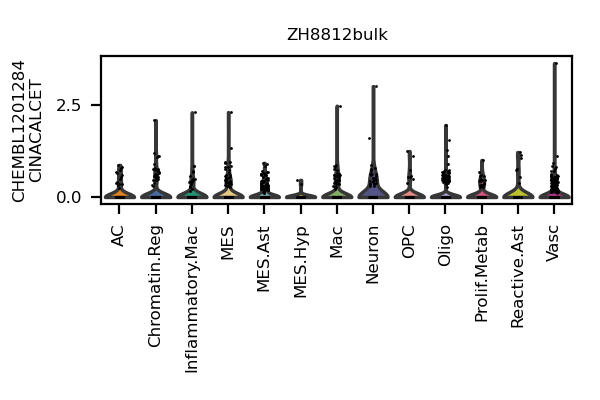 ZH8812bulk
CHEMBL1201284
CINACALCET
2.5
0.0
AC
Chromatin.Reg
Inflammatory.Mac
MES
MES.Ast
MES.Hyp
Mac
Neuron
OPC
Oligo
Prolif.Metab
Reactive.Ast
Vasc